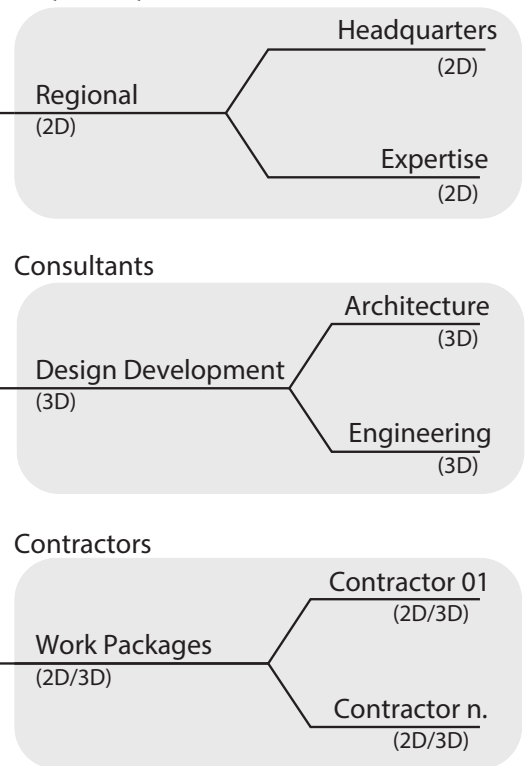 Headquarters
(2D)
Regional
(2D)
Expertise
(2D)
Consultants
Architecture
(3D)
Design Development
(3D)
Engineering
(3D)
Contractors
Contractor 01
(2D/3D)
Work Packages
(2D/3D)
Contractor n.
(2D/3D)